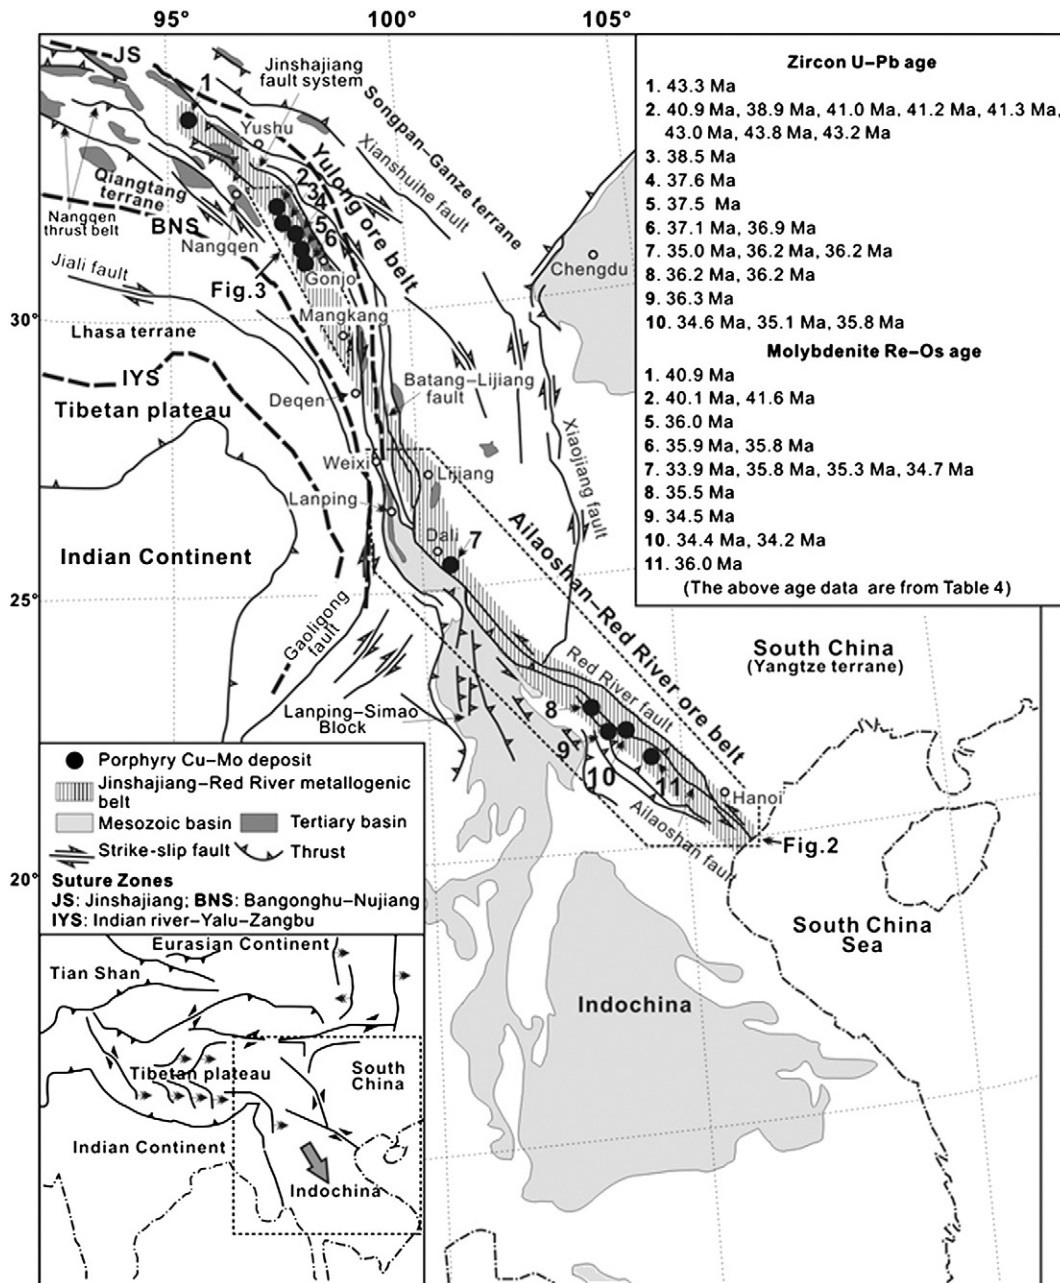 95°
100°
105°
JS
1
Jinshajiang
fault system
Yushu
Songpan–Ganze terrane
Xianshuihe fault
Yulong ore belt
Qiangtang
terrane
Nangqen
thrust belt
BNS
Nangqen
2
3
4
5
6
Jiali fault
Fig.3
Gonjo
Mangkang
Chengdu
30°
Lhasa terrane
IYS
Tibetan plateau
Deqen
Batang–Lijiang
fault
Xiaojiang fault
Weixi
Lijiang
Lanping
Dali
7
Indian Continent
Ailaoshan–Red River ore belt
25°
Gaoligong
fault
Red River fault
South China
(Yangtze terrane)
Lanping–Simao
Block
8
9
10
11
Hanoi
Ailaoshan fault
Fig.2
20°
South China
Sea
Indochina
Zircon U–Pb age
1. 43.3 Ma
2. 40.9 Ma, 38.9 Ma, 41.0 Ma, 41.2 Ma, 41.3 Ma,
43.0 Ma, 43.8 Ma, 43.2 Ma
3. 38.5 Ma
4. 37.6 Ma
5. 37.5 Ma
6. 37.1 Ma, 36.9 Ma
7. 35.0 Ma, 36.2 Ma, 36.2 Ma
8. 36.2 Ma, 36.2 Ma
9. 36.3 Ma
10. 34.6 Ma, 35.1 Ma, 35.8 Ma
Molybdenite Re–Os age
1. 40.9 Ma
2. 40.1 Ma, 41.6 Ma
5. 36.0 Ma
6. 35.9 Ma, 35.8 Ma
7. 33.9 Ma, 35.8 Ma, 35.3 Ma, 34.7 Ma
8. 35.5 Ma
9. 34.5 Ma
10. 34.4 Ma, 34.2 Ma
11. 36.0 Ma
(The above age data are from Table 4)
Porphyry Cu–Mo deposit
Jinshajiang–Red River metallogenic
belt
Mesozoic basin
Tertiary basin
Strike-slip fault
Thrust
Suture Zones
JS: Jinshajiang; BNS: Bangonghu–Nujiang
IYS: Indian river–Yalu–Zangbu
Eurasian Continent
Tian Shan
Tibetan plateau
South
China
Indian Continent
Indochina